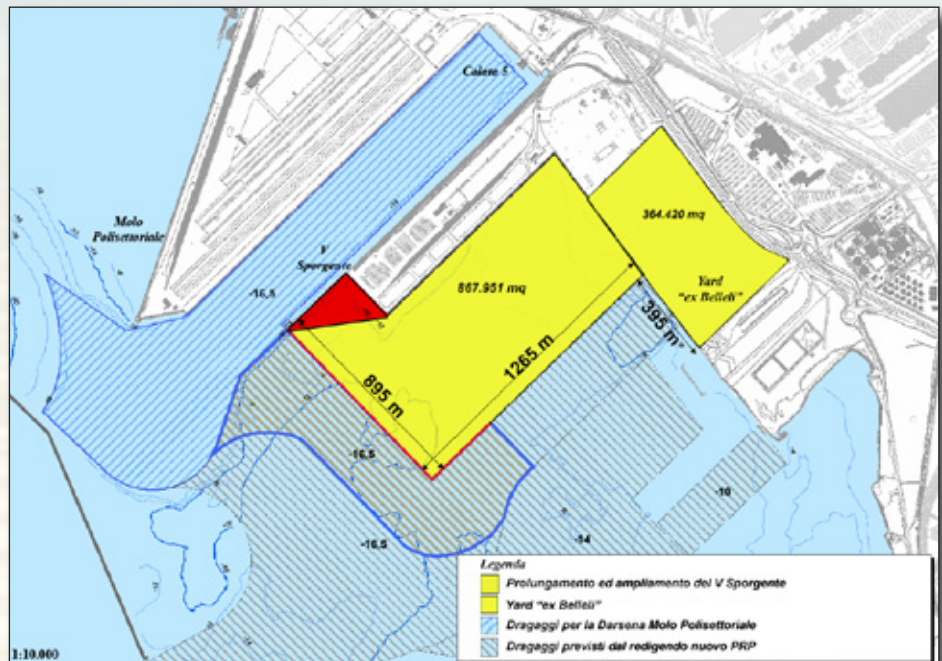 Calata 5
Molo
Polisettoriale
V
Sporgente
-16,5
364.420 mq
867.951 mq
Yard
"ex Belleli"
395 m
1265 m
895 m
-16,5
-16,5
-10
-14
Legenda
Prolungamento ed ampliamento del V Sporgente
Yard "ex Belleli"
Dragaggi per la Darsena Molo Polisettoriale
Dragaggi previsti dal redigendo nuovo PRP
1:10.000